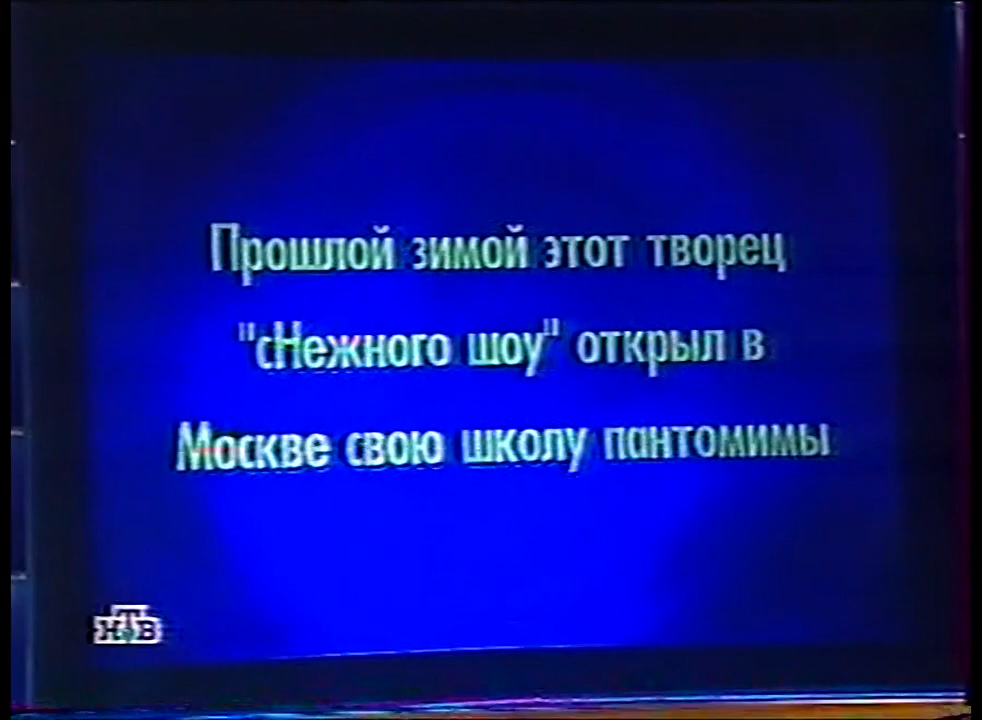 Прошлой зимой этот творец
"сНежного шоу" открыл в
Москве свою школу пантомимы
НТВ